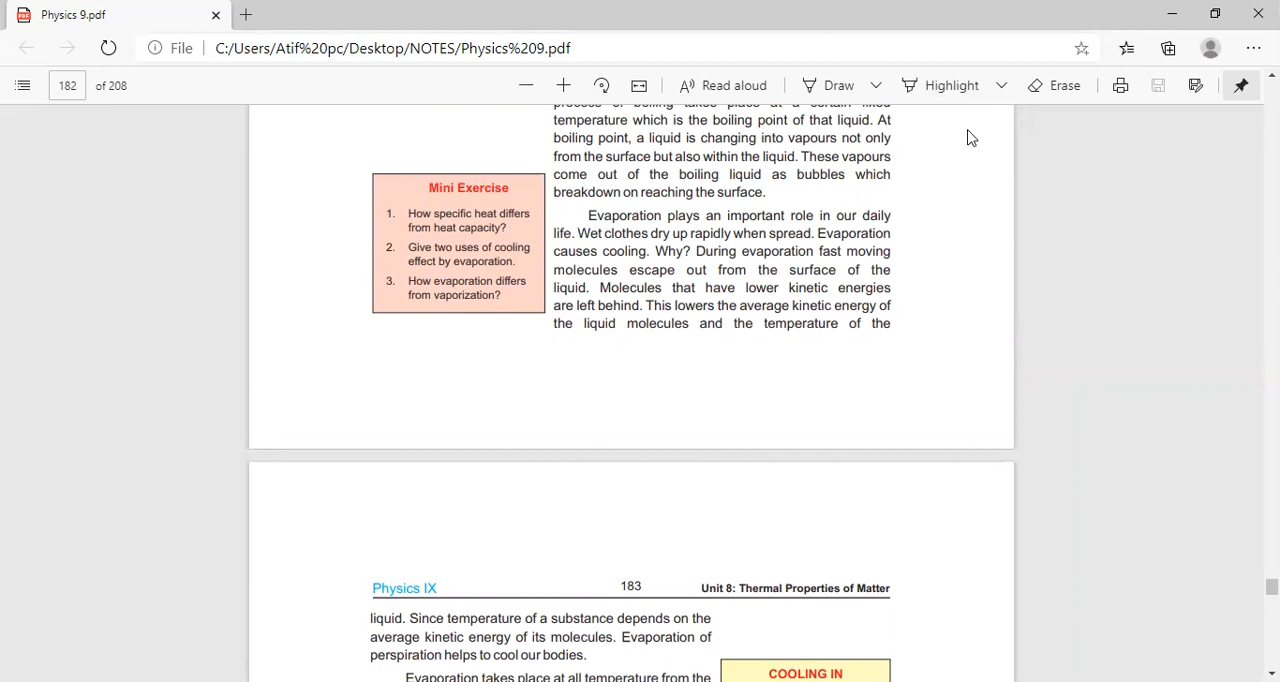 Physics 9.pdf
File
C:/Users/Atif%20pc/Desktop/NOTES/Physics%209.pdf
182 of 208
Read aloud
Draw
Highlight
Erase
process of boiling takes place at a certain fixed
temperature which is the boiling point of that liquid. At
boiling point, a liquid is changing into vapours not only
from the surface but also within the liquid. These vapours
come out of the boiling liquid as bubbles which
breakdown on reaching the surface.
Mini Exercise
1. How specific heat differs
from heat capacity?
2. Give two uses of cooling
effect by evaporation.
3. How evaporation differs
from vaporization?
Evaporation plays an important role in our daily
life. Wet clothes dry up rapidly when spread. Evaporation
causes cooling. Why? During evaporation fast moving
molecules escape out from the surface of the
liquid. Molecules that have lower kinetic energies
are left behind. This lowers the average kinetic energy of
the liquid molecules and the temperature of the
Physics IX
183
Unit 8: Thermal Properties of Matter
liquid. Since temperature of a substance depends on the
average kinetic energy of its molecules. Evaporation of
perspiration helps to cool our bodies.
Evaporation takes place at all temperature from the
COOLING IN